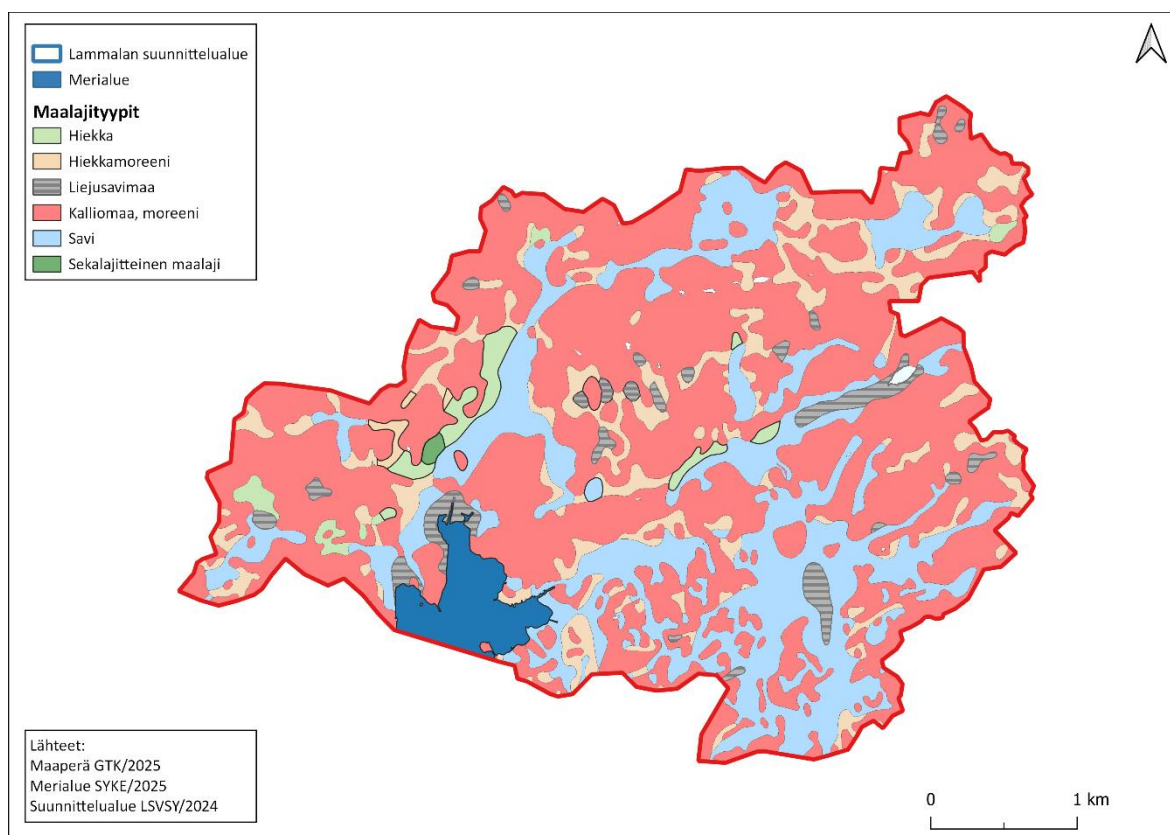 Lammalan suunnittelualue
Merialue
Maalajityypit
Hiekka
Hiekkamoreeni
Liejusavimaa
Kalliomaa, moreeni
Savi
Sekalajitteinen maalaji
Lähteet:
Maaperä GTK/2025
Merialue SYKE/2025
Suunnittelualue LSVSY/2024
0 1 km